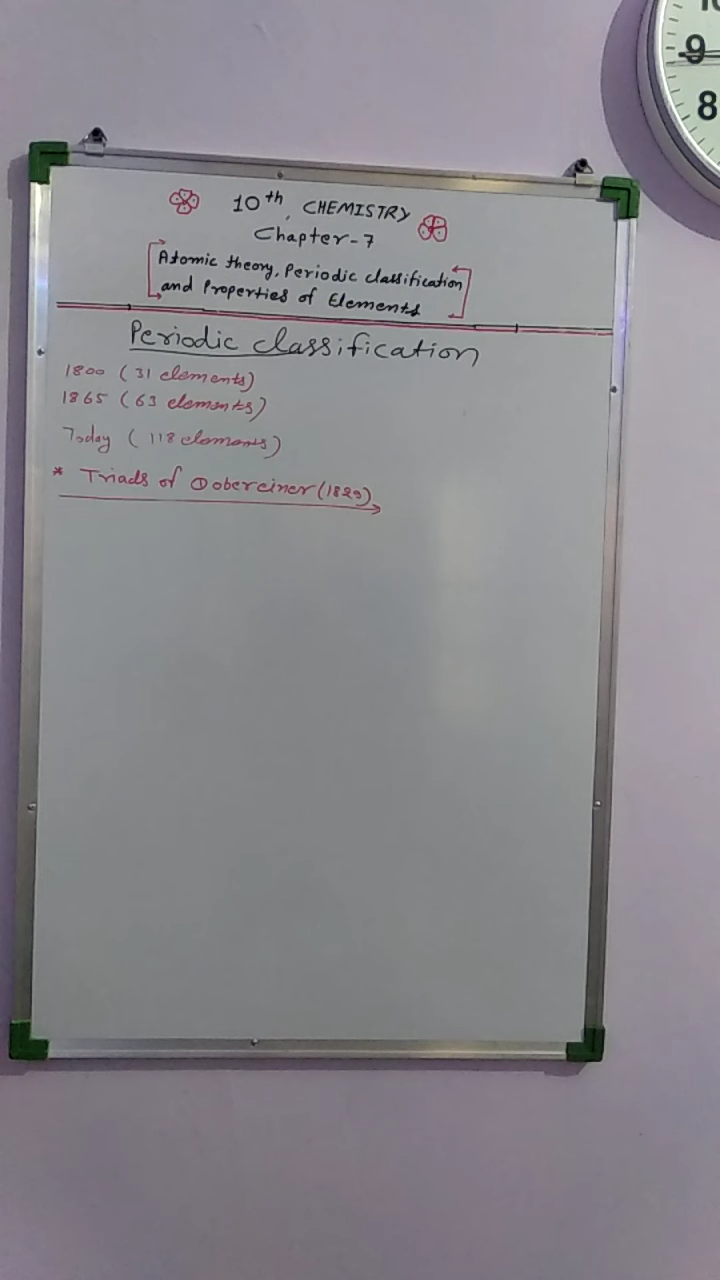 10th, CHEMISTRY
Chapter-7
Atomic theory, Periodic classification
and Properties of Elements
Periodic classification
1800 (31 elements)
1865 (63 elements)
Today (118 elements)
* Triads of Dobereiner (1829)
9
8